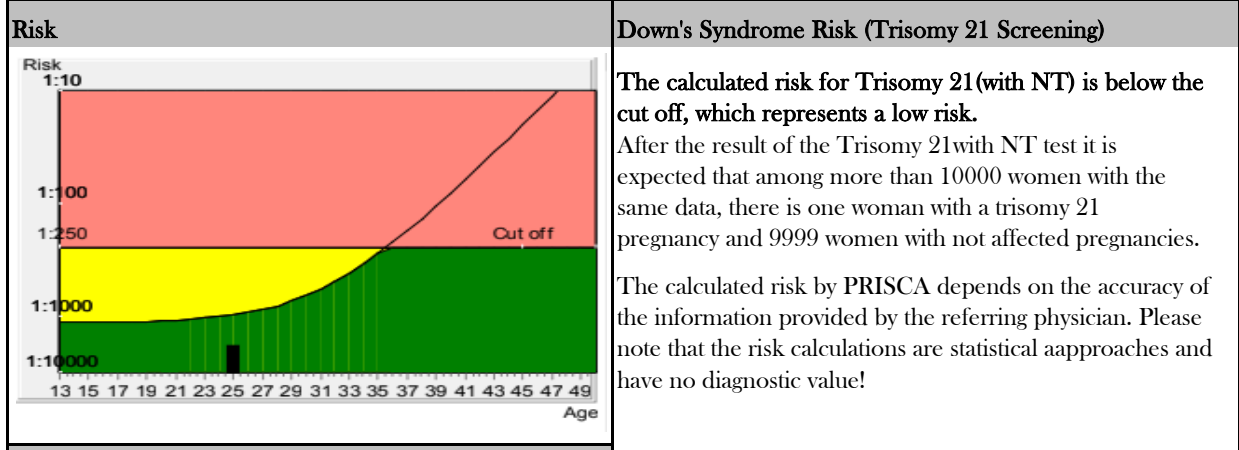 Risk
Risk
1:10
1:100
1:250
Cut off
1:1000
1:10000
13 15 17 19 21 23 25 27 29 31 33 35 37 39 41 43 45 47 49
Age
Down's Syndrome Risk (Trisomy 21 Screening)
The calculated risk for Trisomy 21(with NT) is below the
cut off, which represents a low risk.
After the result of the Trisomy 21with NT test it is
expected that among more than 10000 women with the
same data, there is one woman with a trisomy 21
pregnancy and 9999 women with not affected pregnancies.
The calculated risk by PRISCA depends on the accuracy of
the information provided by the referring physician. Please
note that the risk calculations are statistical aapproaches and
have no diagnostic value!